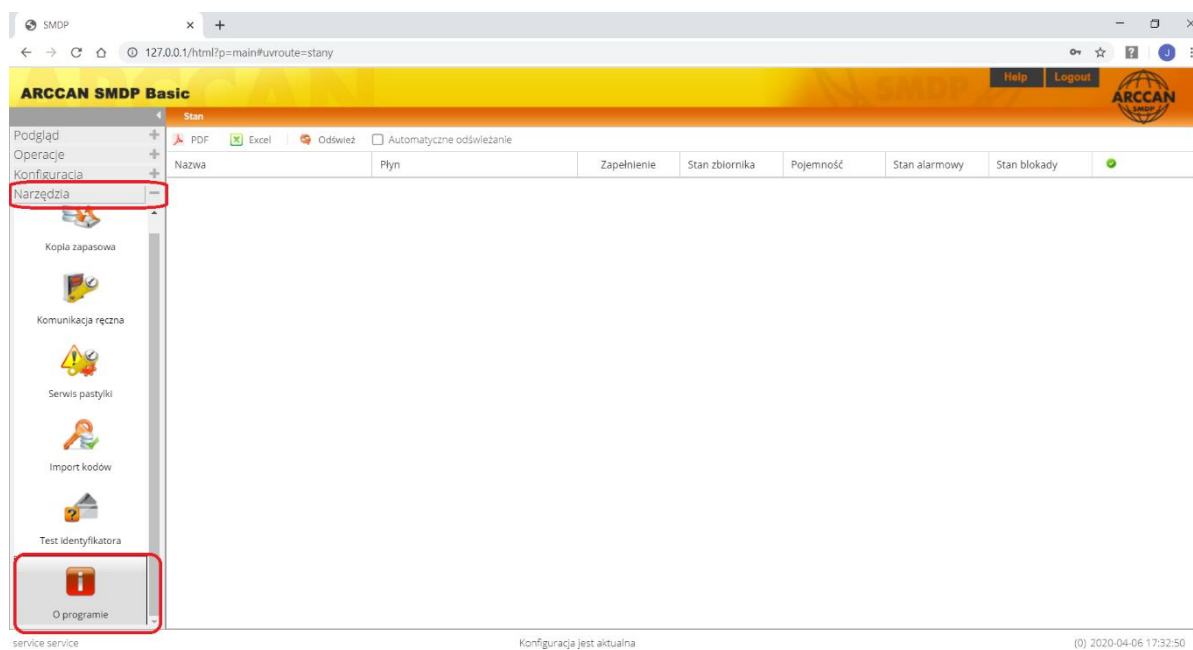 SMDP
127.0.0.1/html?p=main#uvroute=stany
J
ARCCAN SMDP Basic
ARCCAN
SMDP
Help Logout
ARCCAN
SMDP
Stan
Podgląd
Operacje
Konfiguracja
Narzędzia
PDF Excel Odśwież Automatyczne odświeżanie
Nazwa Płyn Zapełnienie Stan zbiornika Pojemność Stan alarmowy Stan blokady
Kopia zapasowa
Komunikacja ręczna
Serwis pastylki
Import kodów
Test identyfikatora
O programie
service service Konfiguracja jest aktualna (0) 2020-04-06 17:32:50